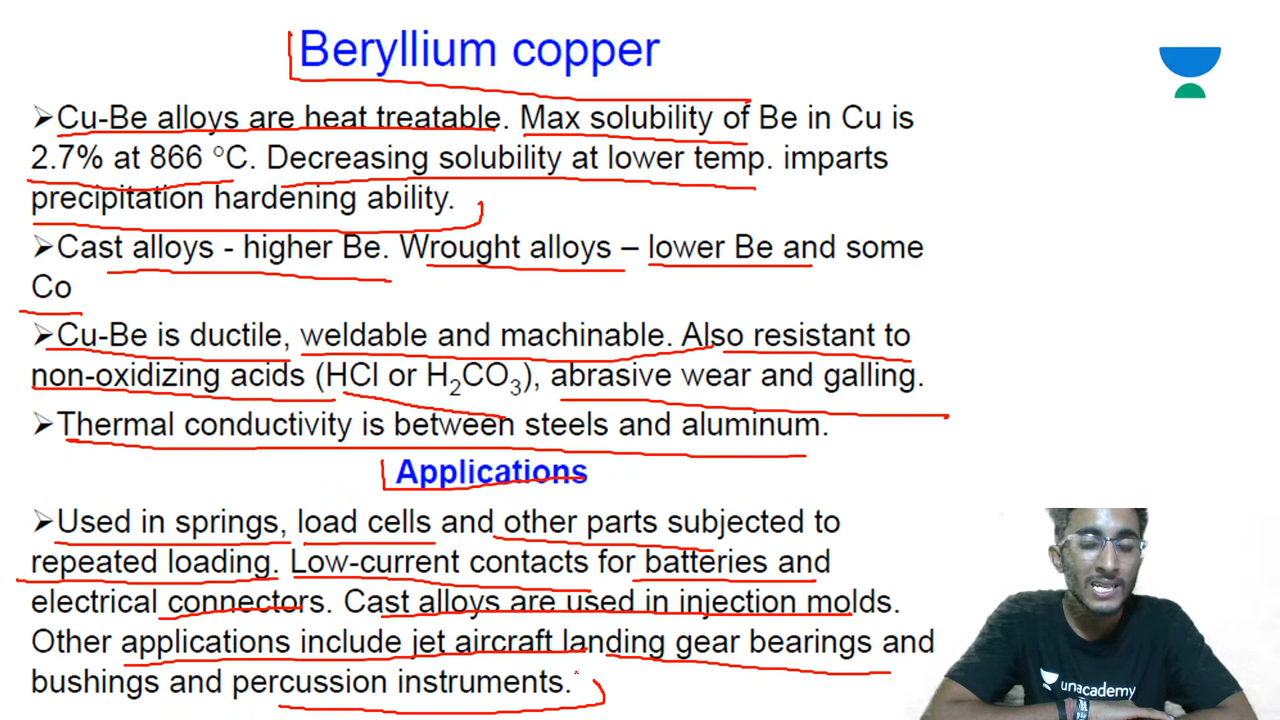 Beryllium copper
➢Cu-Be alloys are heat treatable. Max solubility of Be in Cu is
2.7% at 866 °C. Decreasing solubility at lower temp. imparts
precipitation hardening ability.
➢Cast alloys - higher Be. Wrought alloys – lower Be and some
Co
➢Cu-Be is ductile, weldable and machinable. Also resistant to
non-oxidizing acids (HCl or H₂CO₃), abrasive wear and galling.
➢Thermal conductivity is between steels and aluminum.
Applications
➢Used in springs, load cells and other parts subjected to
repeated loading. Low-current contacts for batteries and
electrical connectors. Cast alloys are used in injection molds.
Other applications include jet aircraft landing gear bearings and
bushings and percussion instruments.
unacademy